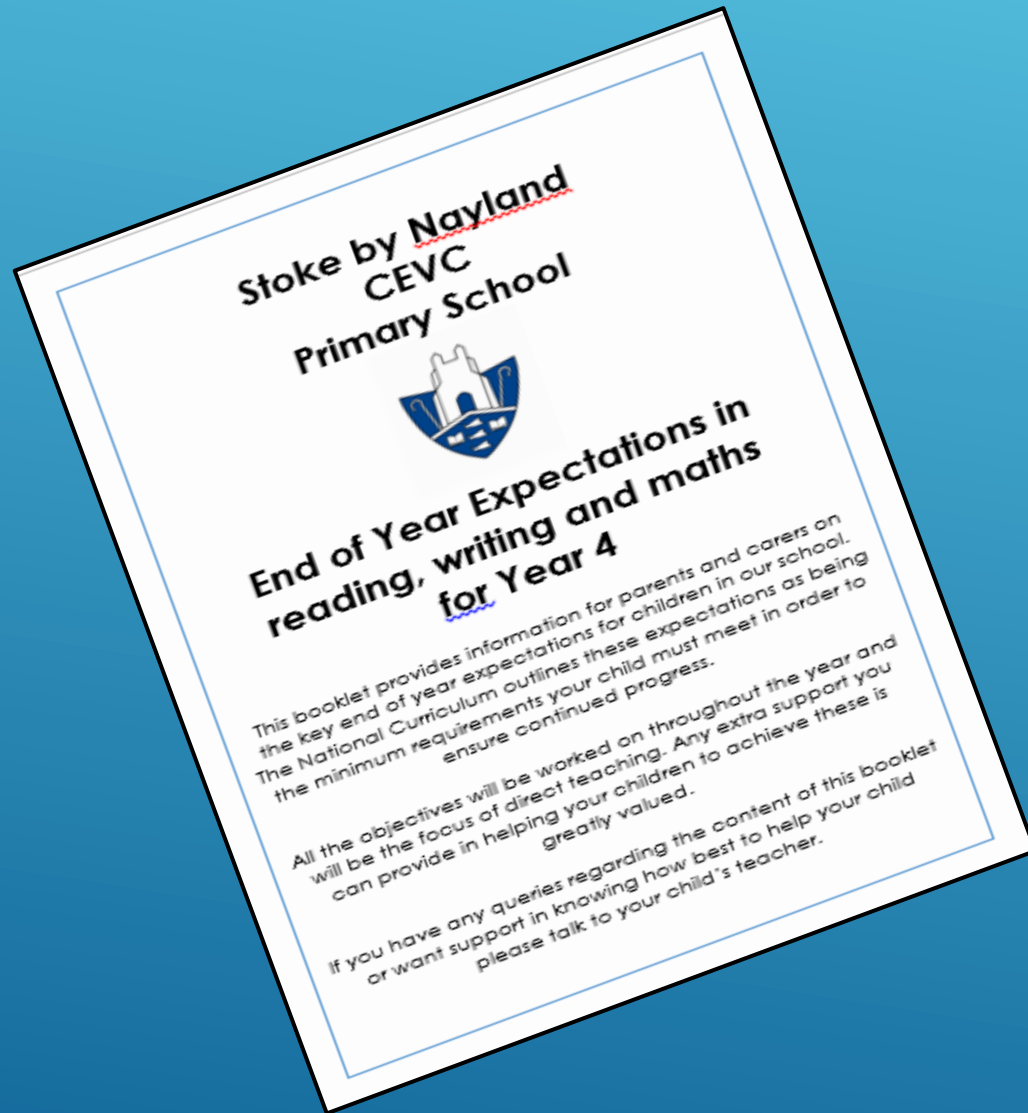 Stoke by Nayland
CEVC
Primary School
End of Year Expectations in
reading, writing and maths
for Year 4
This booklet provides information for parents and carers on
the key end of year expectations for children in our school.
The National Curriculum outlines these expectations as being
the minimum requirements your child must meet in order to
ensure continued progress.
All the objectives will be worked on throughout the year and
will be the focus of direct teaching. Any extra support you
can provide in helping your children to achieve these is
greatly valued.
If you have any queries regarding the content of this booklet
or want support in knowing how best to help your child
please talk to your child's teacher.